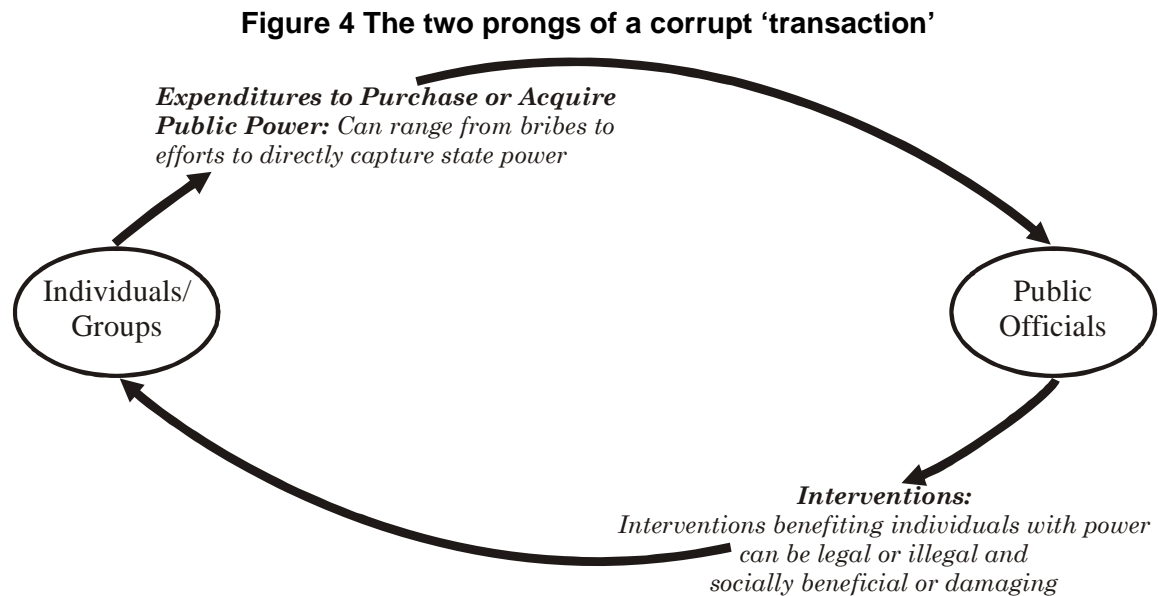 Figure 4 The two prongs of a corrupt ‘transaction’
Expenditures to Purchase or Acquire
Public Power: Can range from bribes to
efforts to directly capture state power
Individuals/
Groups
Public
Officials
Interventions:
Interventions benefiting individuals with power
can be legal or illegal and
socially beneficial or damaging